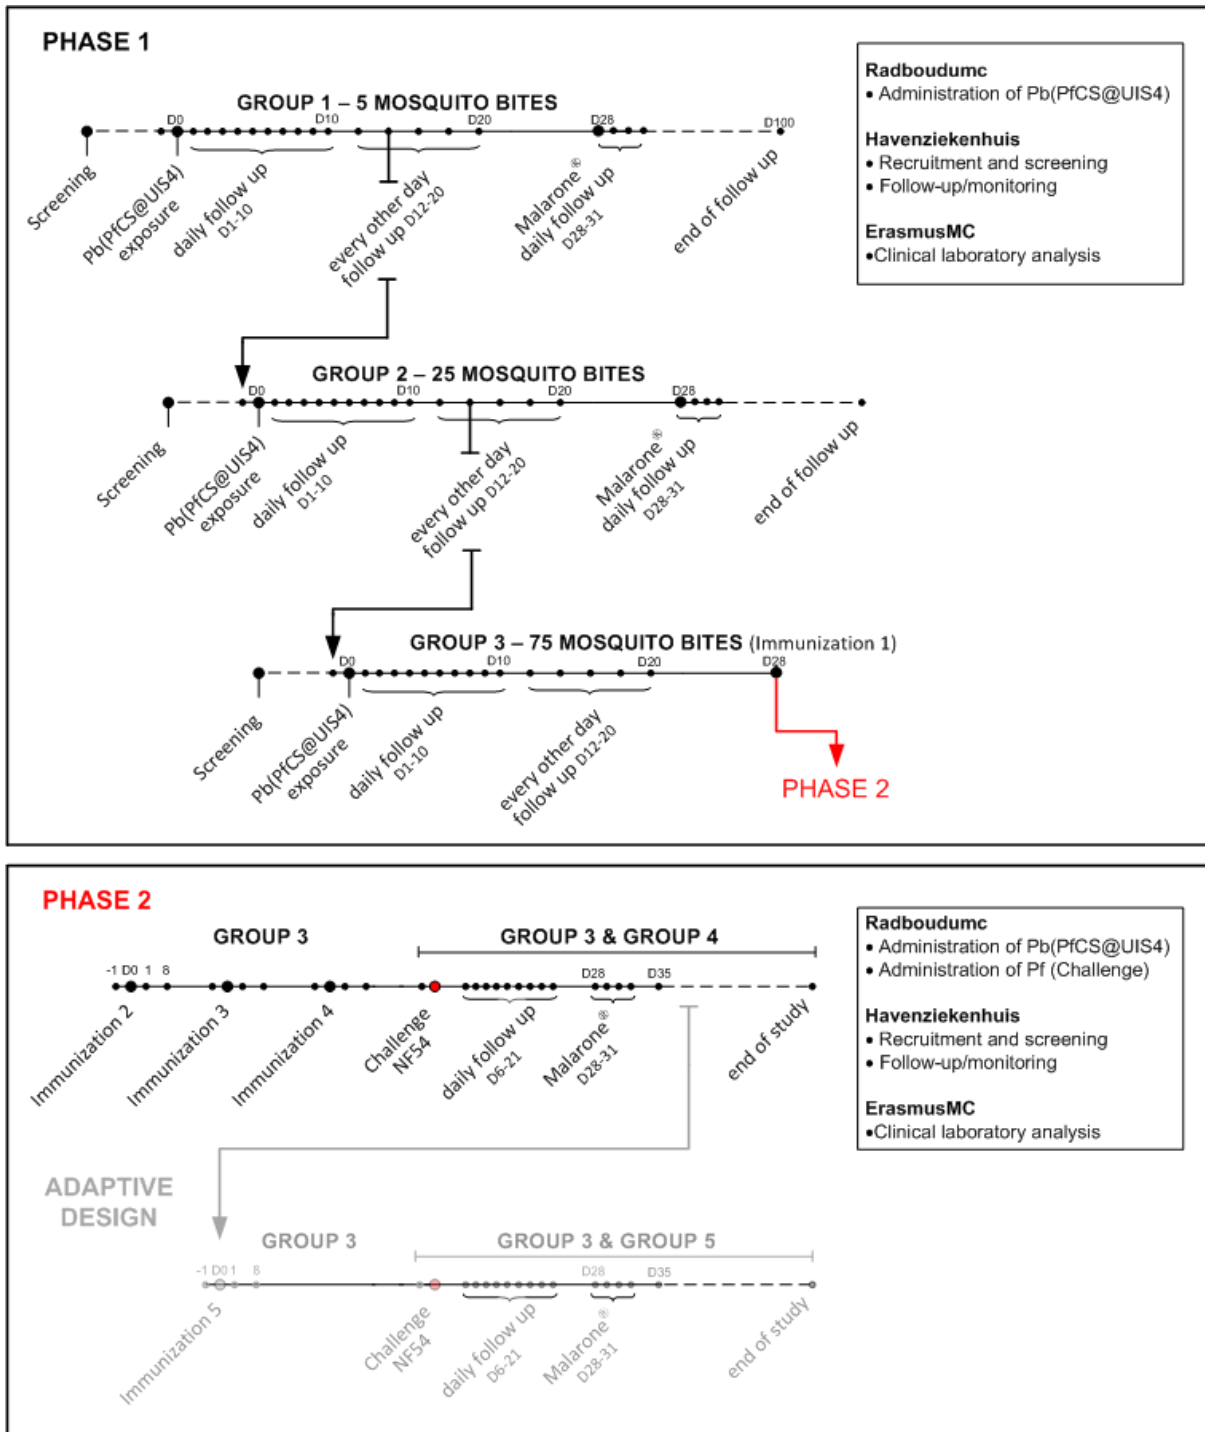 PHASE 1
GROUP 1 – 5 MOSQUITO BITES
D0
D10
D20
D28
D100
Screening
Pb(PfCS@UIS4)
exposure
daily follow up
D1-10
every other day
follow up D12-20
Malarone®
daily follow up
D28-31
end of follow up
Radboudumc
• Administration of Pb(PfCS@UIS4)
Havenziekenhuis
• Recruitment and screening
• Follow-up/monitoring
ErasmusMC
•Clinical laboratory analysis
GROUP 2 – 25 MOSQUITO BITES
D0
D10
D20
D28
Screening
Pb(PfCS@UIS4)
exposure
daily follow up
D1-10
every other day
follow up D12-20
Malarone®
daily follow up
D28-31
end of follow up
GROUP 3 – 75 MOSQUITO BITES (Immunization 1)
D0
D10
D20
D28
Screening
Pb(PfCS@UIS4)
exposure
daily follow up
D1-10
every other day
follow up D12-20
PHASE 2
PHASE 2
GROUP 3
GROUP 3 & GROUP 4
-1 D0 1 8
D28
D35
Immunization 2
Immunization 3
Immunization 4
Challenge
NF54
daily follow up
D6-21
Malarone®
D28-31
end of study
Radboudumc
• Administration of Pb(PfCS@UIS4)
• Administration of Pf (Challenge)
Havenziekenhuis
• Recruitment and screening
• Follow-up/monitoring
ErasmusMC
•Clinical laboratory analysis
ADAPTIVE
DESIGN
GROUP 3
GROUP 3 & GROUP 5
-1 D0 1 8
D28
D35
Immunization 5
Challenge
NF54
daily follow up
D6-21
Malarone®
D28-31
end of study